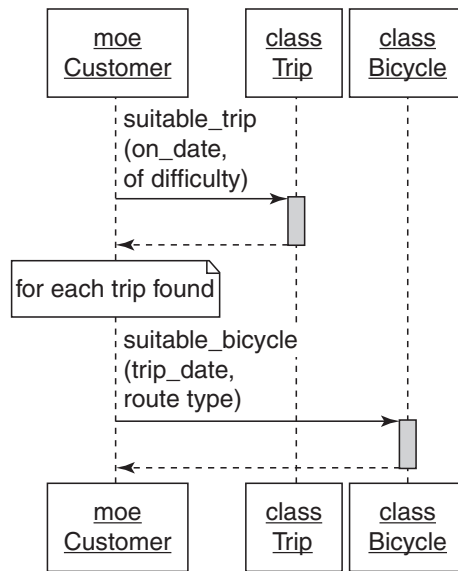 moe
Customer
class
Trip
class
Bicycle
suitable_trip
(on_date,
of difficulty)
for each trip found
suitable_bicycle
(trip_date,
route type)
moe
Customer
class
Trip
class
Bicycle